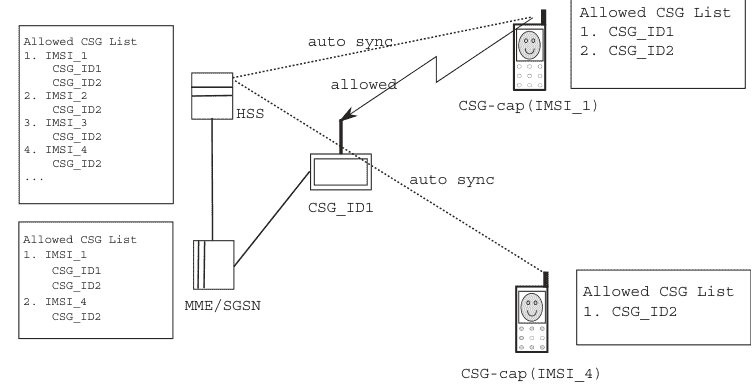 Allowed CSG List
1. IMSI_1
CSG_ID1
CSG_ID2
2. IMSI_2
CSG_ID2
3. IMSI_3
CSG_ID2
4. IMSI_4
CSG_ID2
...
HSS
auto sync
allowed
CSG-cap(IMSI_1)
Allowed CSG List
1. CSG_ID1
2. CSG_ID2
CSG_ID1
auto sync
Allowed CSG List
1. IMSI_1
CSG_ID1
CSG_ID2
2. IMSI_4
CSG_ID2
MME/SGSN
CSG-cap(IMSI_4)
Allowed CSG List
1. CSG_ID2